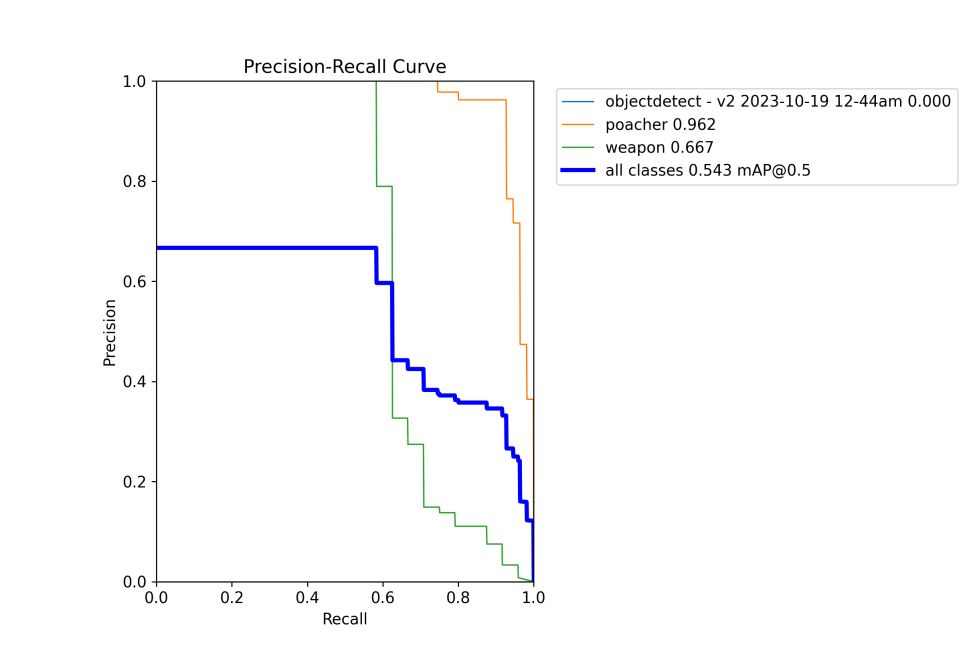 Precision-Recall Curve
1.0
0.8
0.6
0.4
0.2
0.0
Precision
0.0 0.2 0.4 0.6 0.8 1.0
Recall
objectdetect - v2 2023-10-19 12-44am 0.000
poacher 0.962
weapon 0.667
all classes 0.543 mAP@0.5